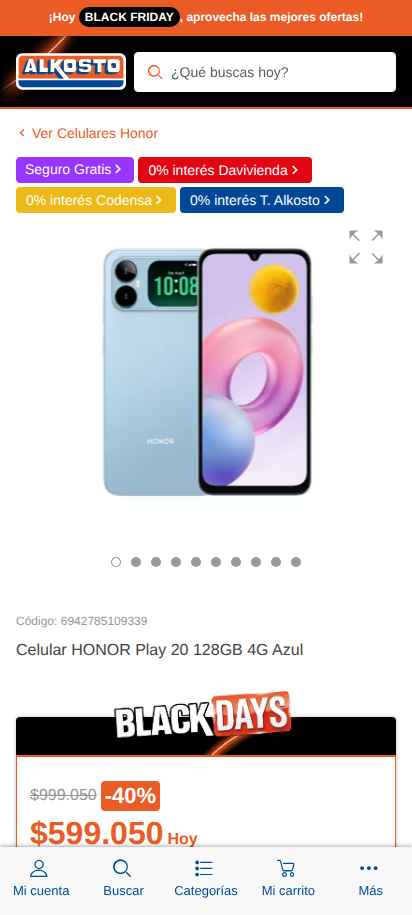 ¡Hoy BLACK FRIDAY, aprovecha las mejores ofertas!
ALKOSTO
¿Qué buscas hoy?
Ver Celulares Honor
Seguro Gratis
0% interés Davivienda
0% interés Codensa
0% interés T. Alkosto
10:08
HONOR
Código: 6942785109339
Celular HONOR Play 20 128GB 4G Azul
BLACK DAYS
$999.050 -40%
$599.050 Hoy
Mi cuenta
Buscar
Categorías
Mi carrito
Más